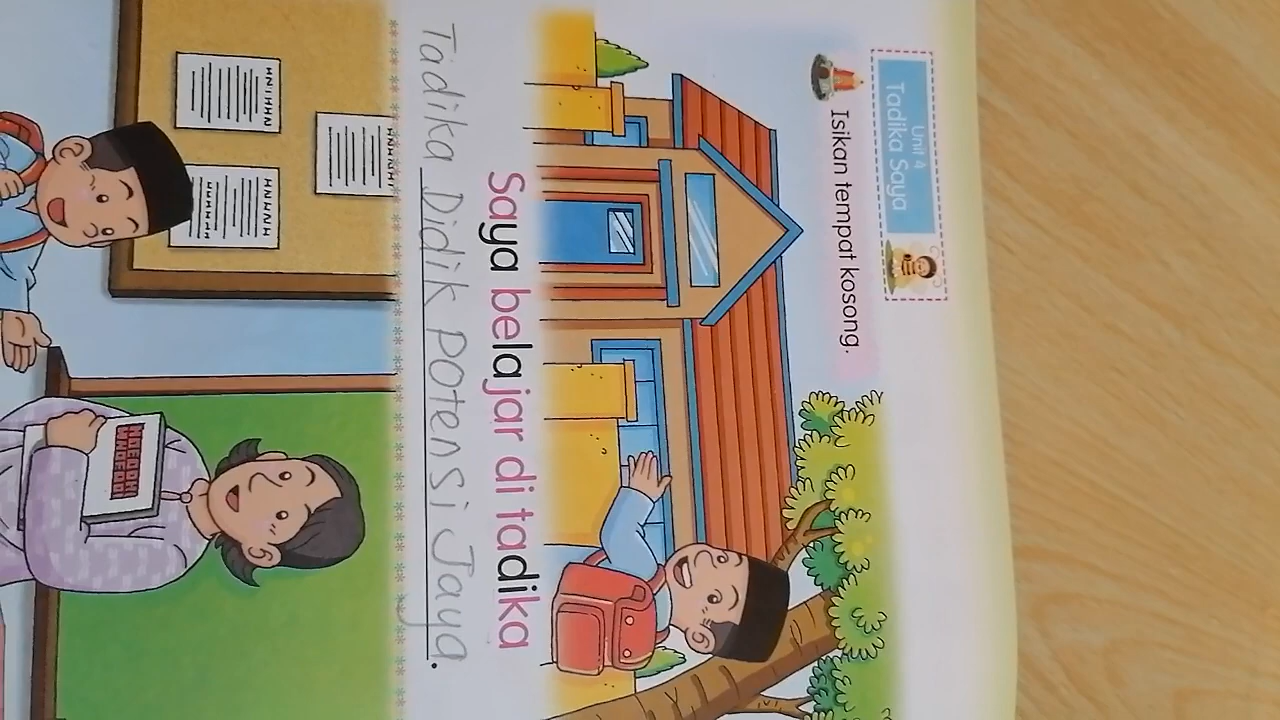 Unit 4
Tadika Saya
Isikan tempat kosong.
Saya belajar di tadika
Tadika Didik Potensi Jaya.